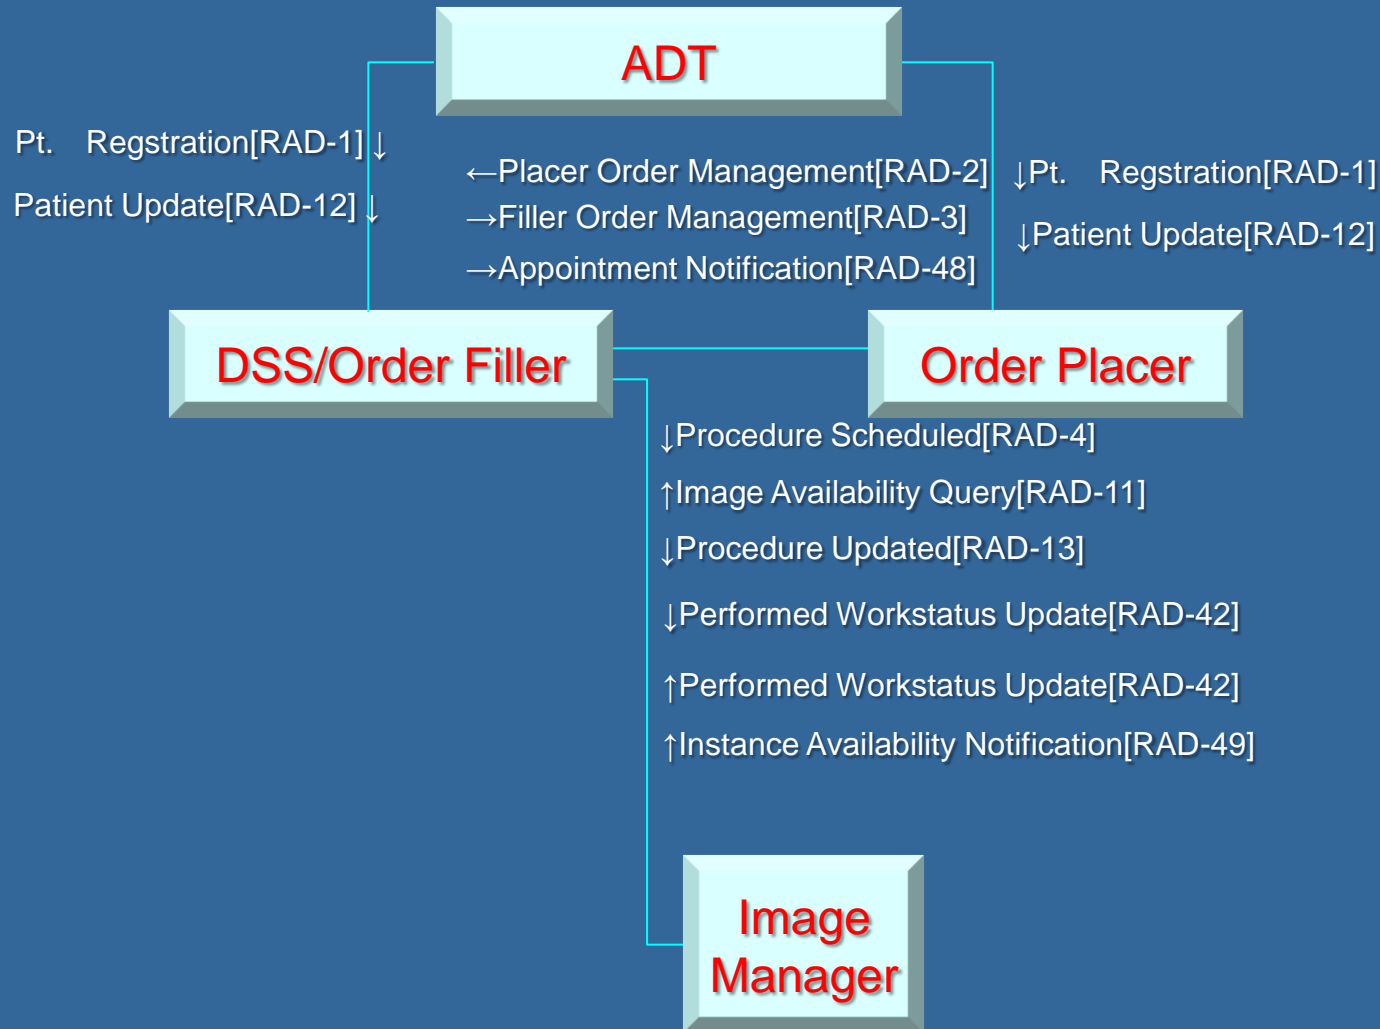 ADT
Pt. Regstration[RAD-1]↓
Patient Update[RAD-12]↓
←Placer Order Management[RAD-2]
→Filler Order Management[RAD-3]
→Appointment Notification[RAD-48]
↓Pt. Regstration[RAD-1]
↓Patient Update[RAD-12]
DSS/Order Filler
Order Placer
↓Procedure Scheduled[RAD-4]
↑Image Availability Query[RAD-11]
↓Procedure Updated[RAD-13]
↓Performed Workstatus Update[RAD-42]
↑Performed Workstatus Update[RAD-42]
↑Instance Availability Notification[RAD-49]
Image
Manager